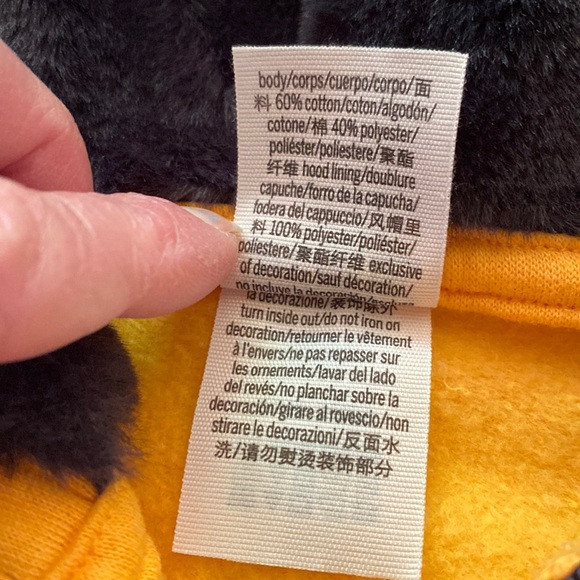 body/corps/cuerpo/corpo/面
料 60% cotton/coton/algodón/
cotone/棉 40% polyester/
poliéster/poliestere/聚酯
纤维 hood lining/doublure
capuche/forro de la capucha/
fodera del cappuccio/风帽里
料 100% polyester/poliéster/
poliestere/聚酯纤维 exclusive
of decoration/sauf décoration/
no incluye la decoración/
la decorazione/装饰除外
turn inside out/do not iron on
decoration/retourner le vêtement
à l'envers/ne pas repasser sur
les ornements/lavar del lado
del revés/no planchar sobre la
decoración/girare al rovescio/non
stirare le decorazioni/反面水
洗/请勿熨烫装饰部分